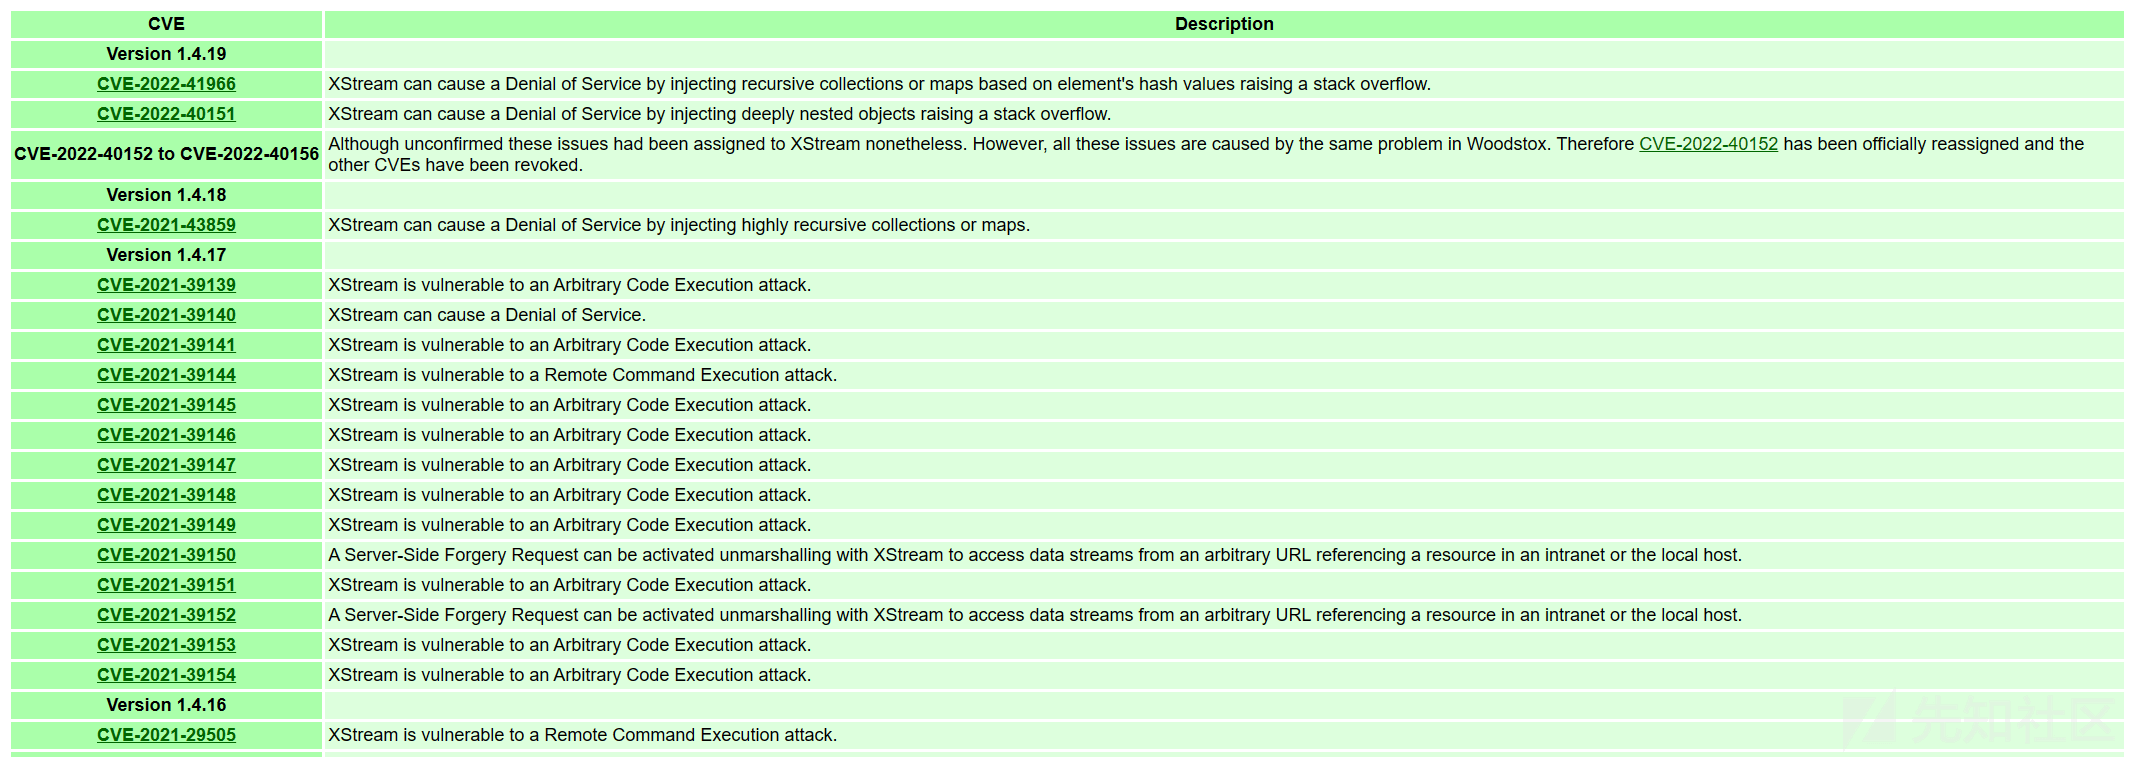 CVE Description
Version 1.4.19
CVE-2022-41966 XStream can cause a Denial of Service by injecting recursive collections or maps based on element's hash values raising a stack overflow.
CVE-2022-40151 XStream can cause a Denial of Service by injecting deeply nested objects raising a stack overflow.
CVE-2022-40152 to CVE-2022-40156 Although unconfirmed these issues had been assigned to XStream nonetheless. However, all these issues are caused by the same problem in Woodstox. Therefore CVE-2022-40152 has been officially reassigned and the
other CVEs have been revoked.
Version 1.4.18
CVE-2021-43859 XStream can cause a Denial of Service by injecting highly recursive collections or maps.
Version 1.4.17
CVE-2021-39139 XStream is vulnerable to an Arbitrary Code Execution attack.
CVE-2021-39140 XStream can cause a Denial of Service.
CVE-2021-39141 XStream is vulnerable to an Arbitrary Code Execution attack.
CVE-2021-39144 XStream is vulnerable to a Remote Command Execution attack.
CVE-2021-39145 XStream is vulnerable to an Arbitrary Code Execution attack.
CVE-2021-39146 XStream is vulnerable to an Arbitrary Code Execution attack.
CVE-2021-39147 XStream is vulnerable to an Arbitrary Code Execution attack.
CVE-2021-39148 XStream is vulnerable to an Arbitrary Code Execution attack.
CVE-2021-39149 XStream is vulnerable to an Arbitrary Code Execution attack.
CVE-2021-39150 A Server-Side Forgery Request can be activated unmarshalling with XStream to access data streams from an arbitrary URL referencing a resource in an intranet or the local host.
CVE-2021-39151 XStream is vulnerable to an Arbitrary Code Execution attack.
CVE-2021-39152 A Server-Side Forgery Request can be activated unmarshalling with XStream to access data streams from an arbitrary URL referencing a resource in an intranet or the local host.
CVE-2021-39153 XStream is vulnerable to an Arbitrary Code Execution attack.
CVE-2021-39154 XStream is vulnerable to an Arbitrary Code Execution attack.
Version 1.4.16
CVE-2021-29505 XStream is vulnerable to a Remote Command Execution attack.
先知社区